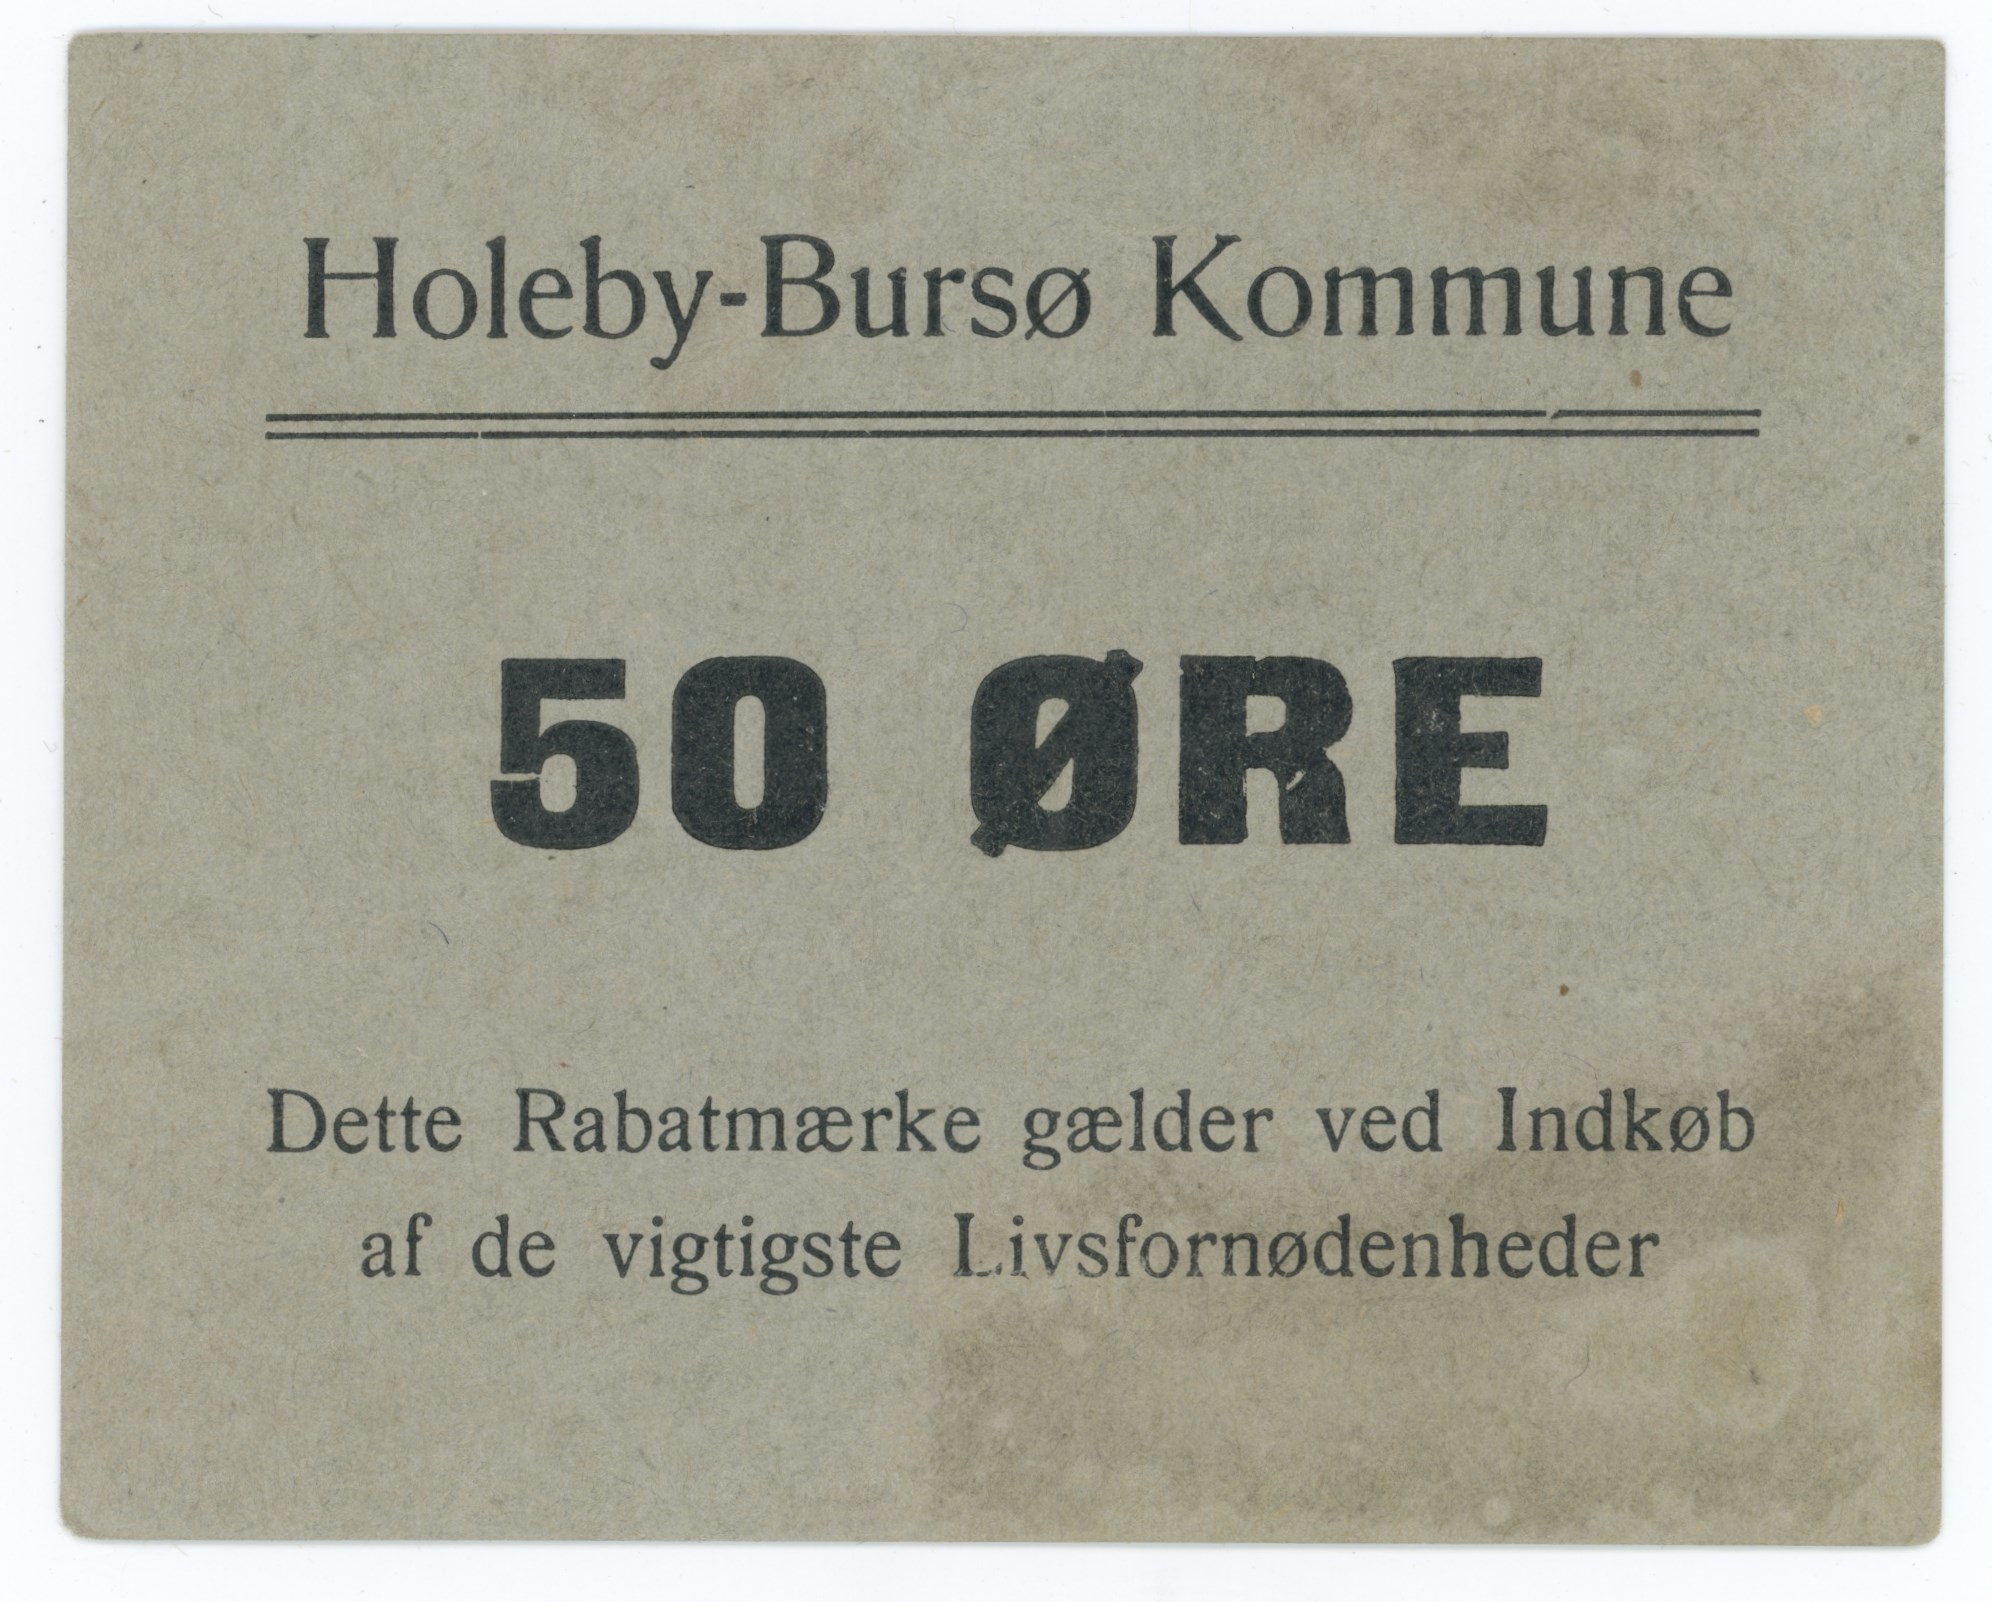 Holeby-Bursø Kommune
50 ØRE
Dette Rabatmærke gælder ved Indkøb
af de vigtigste Livsfornødenheder